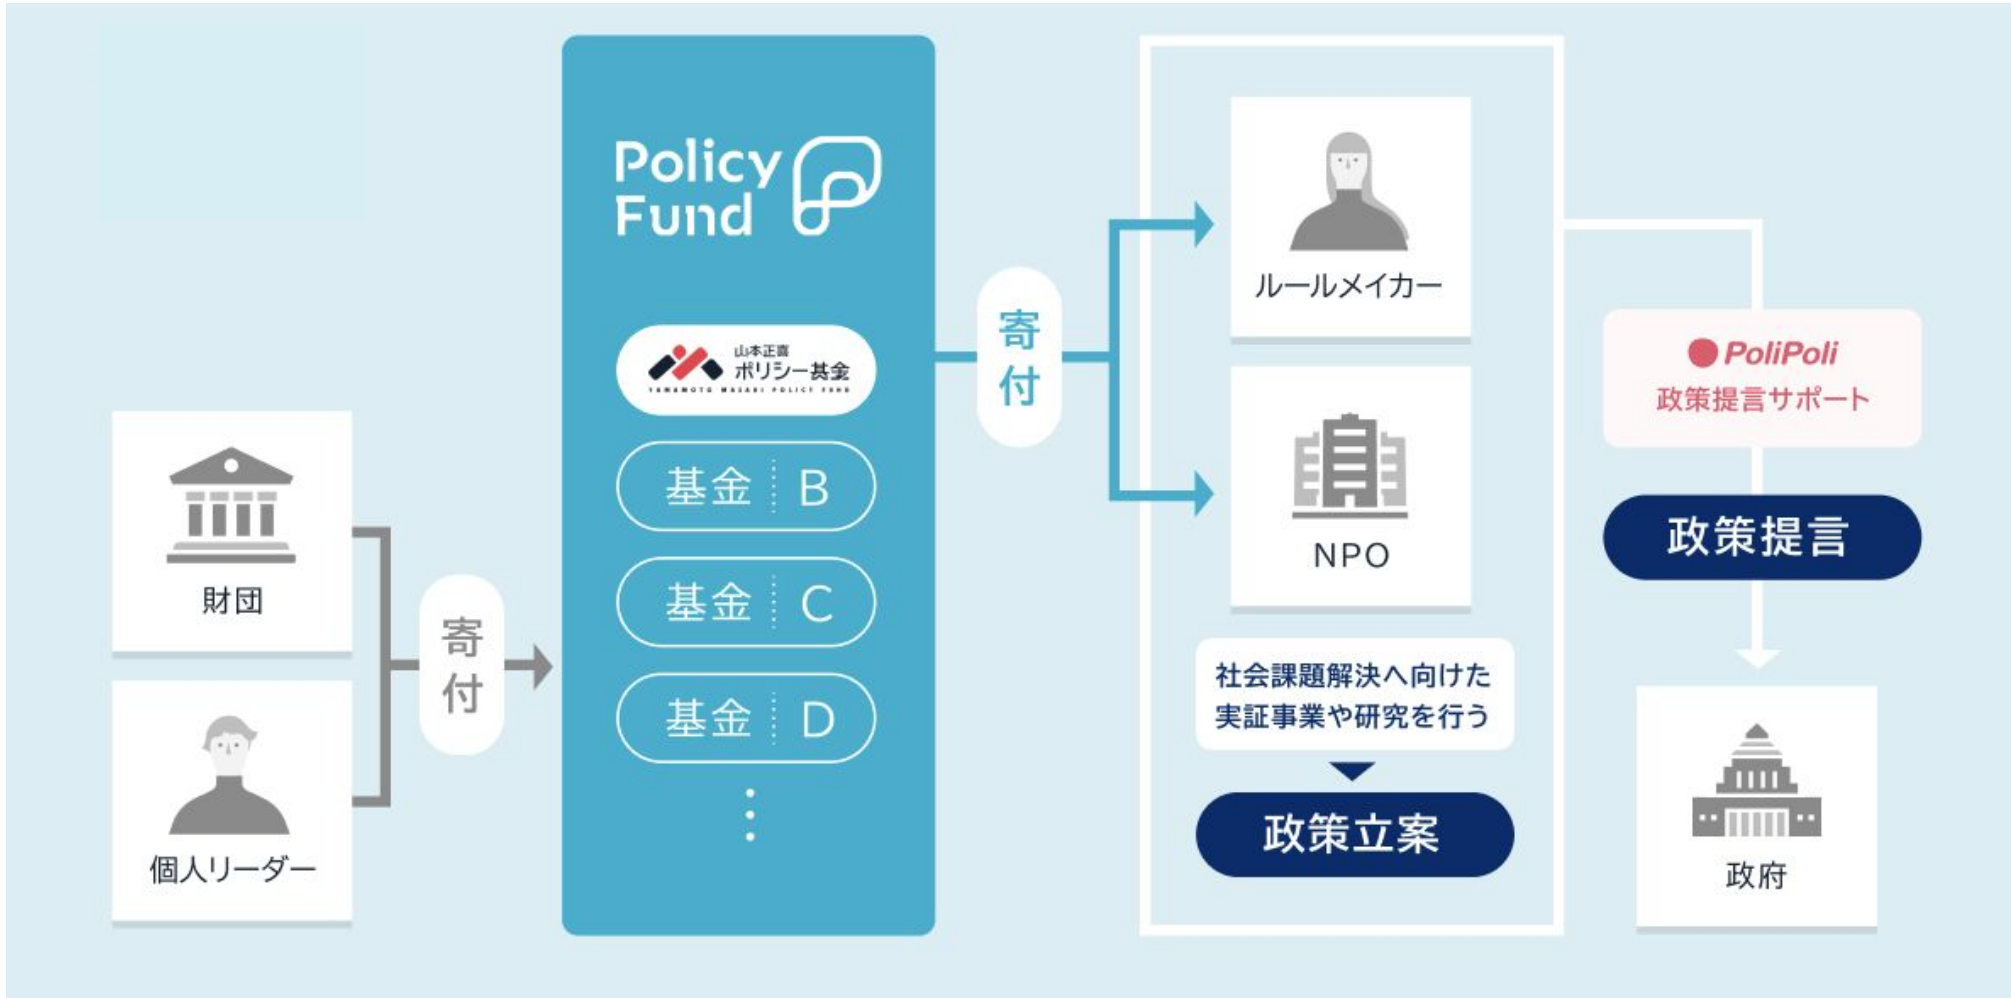 財団
個人リーダー
寄付
Policy
Fund
山本正喜
ポリシー基金
YAMAMOTO MASAKI POLICY FUND
基金 B
基金 C
基金 D
寄付
ルールメイカー
NPO
社会課題解決へ向けた
実証事業や研究を行う
政策立案
PoliPoli
政策提言サポート
政策提言
政府